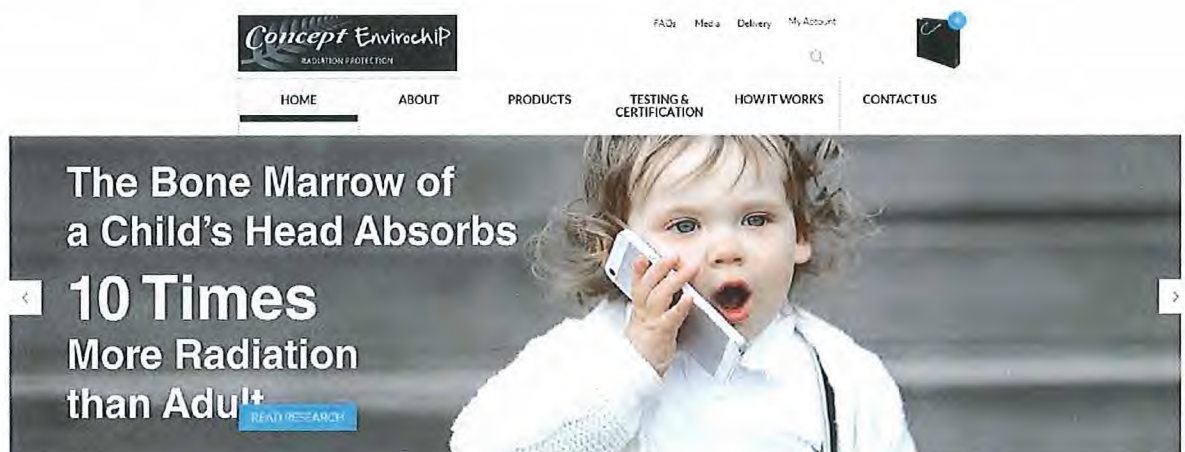 Concept EnvirochiP
RADIATION PROTECTION
FAQs Media Delivery My Account
HOME ABOUT PRODUCTS TESTING & CERTIFICATION HOW IT WORKS CONTACT US
The Bone Marrow of
a Child's Head Absorbs
10 Times
More Radiation
than Adult
READ RESEARCH